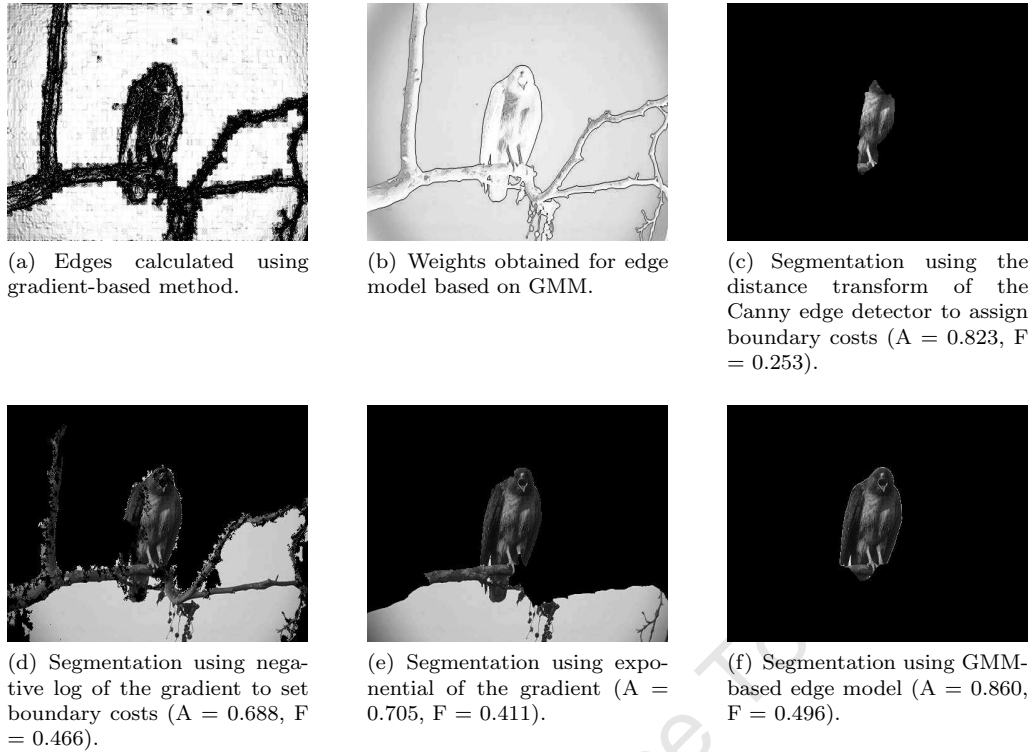 (a) Edges calculated using
gradient-based method.
(b) Weights obtained for edge
model based on GMM.
(c) Segmentation using the
distance transform of the
Canny edge detector to assign
boundary costs (A = 0.823, F
= 0.253).
(d) Segmentation using nega-
tive log of the gradient to set
boundary costs (A = 0.688, F
= 0.466).
(e) Segmentation using expo-
nential of the gradient (A =
0.705, F = 0.411).
(f) Segmentation using GMM-
based edge model (A = 0.860,
F = 0.496).